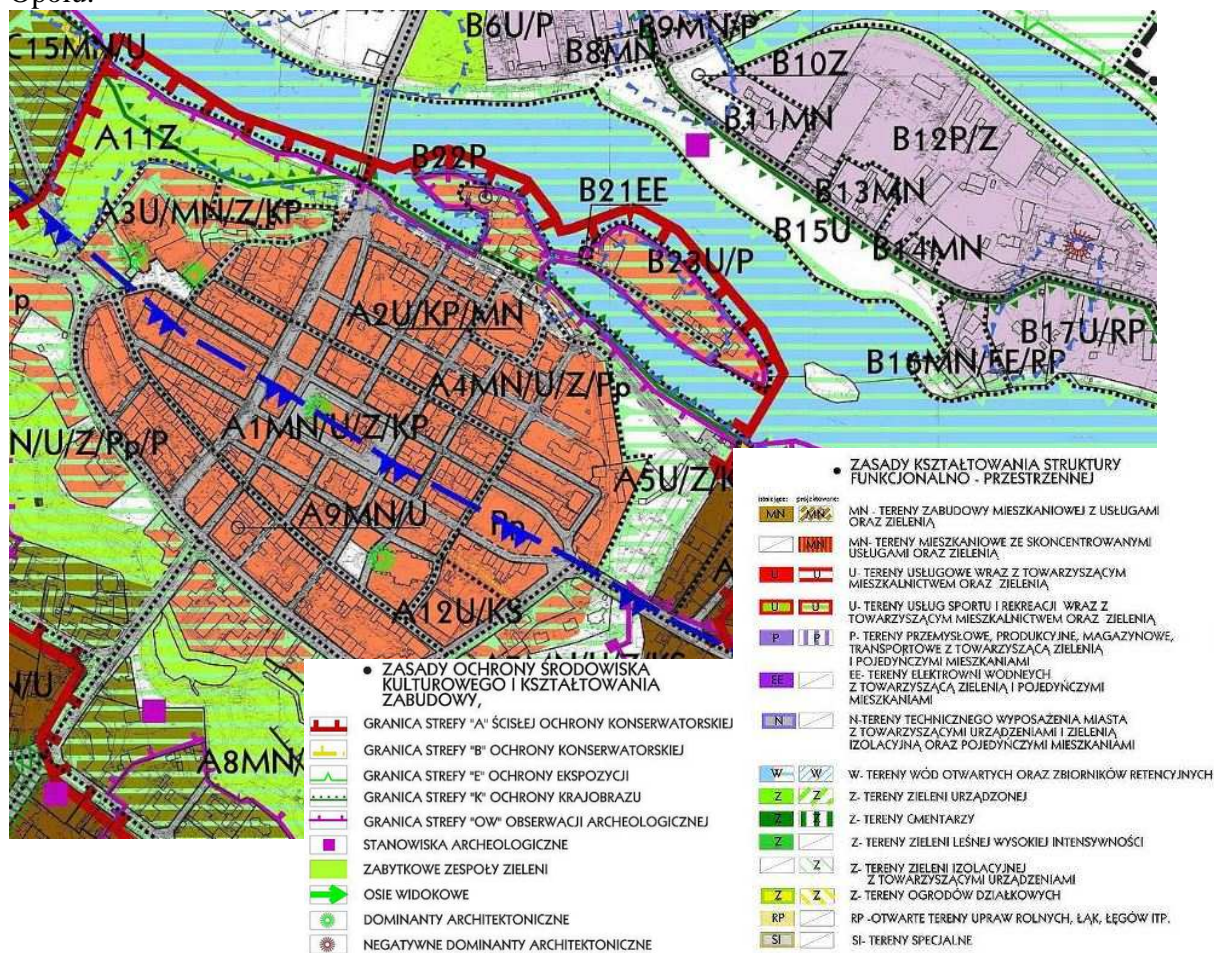 Opolu.
C15MN/U
B6U/P
B8MN
B9MN/P
B10Z
A11Z
B11MN
B12P/Z
B22P
B21EE
B13MN
A3U/MN/Z/KP
B15U
B14MN
B23U/P
A2U/KP/MN
B17U/RP
B16MN/EE/RP
A4MN/U/Z/Pp
A1MN/U/Z/KP
N/U/Z/Pp/P
A5U/Z/K
A9MN/U
Pp
A12U/KS
A8MN/
N/U
• ZASADY KSZTAŁTOWANIA STRUKTURY
FUNKCJONALNO - PRZESTRZENNEJ
istniejące: projektowane:
MN MN MN - TERENY ZABUDOWY MIESZKANIOWEJ Z USŁUGAMI
ORAZ ZIELENIĄ
MN MN- TERENY MIESZKANIOWE ZE SKONCENTROWANYMI
USŁUGAMI ORAZ ZIELENIĄ
U U U- TERENY USŁUGOWE WRAZ Z TOWARZYSZĄCYM
MIESZKALNICTWEM ORAZ ZIELENIĄ
U U U- TERENY USŁUG SPORTU I REKREACJI WRAZ Z
TOWARZYSZĄCYM MIESZKALNICTWEM ORAZ ZIELENIĄ
P P P- TERENY PRZEMYSŁOWE, PRODUKCYJNE, MAGAZYNOWE,
TRANSPORTOWE Z TOWARZYSZĄCĄ ZIELENIĄ
I POJEDYNCZYMI MIESZKANIAMI
EE EE- TERENY ELEKTROWNI WODNYCH
Z TOWARZYSZĄCĄ ZIELENIĄ I POJEDYŃCZYMI
MIESZKANIAMI
N N-TERENY TECHNICZNEGO WYPOSAŻENIA MIASTA
Z TOWARZYSZĄCYMI URZĄDZENIAMI I ZIELENIĄ
IZOLACYJNĄ ORAZ POJEDYŃCZYMI MIESZKANIAMI
W W W- TERENY WÓD OTWARTYCH ORAZ ZBIORNIKÓW RETENCYJNYCH
Z Z Z- TERENY ZIELENI URZĄDZONEJ
Z Z Z- TERENY CMENTARZY
Z Z- TERENY ZIELENI LEŚNEJ WYSOKIEJ INTENSYWNOŚCI
Z Z- TERENY ZIELENI IZOLACYJNEJ
Z TOWARZYSZĄCYMI URZĄDZENIAMI
Z Z Z- TERENY OGRODÓW DZIAŁKOWYCH
RP RP -OTWARTE TERENY UPRAW ROLNYCH, ŁĄK, ŁĘGÓW ITP.
SI SI- TERENY SPECJALNE
• ZASADY OCHRONY ŚRODOWISKA
KULTUROWEGO I KSZTAŁTOWANIA
ZABUDOWY,
GRANICA STREFY "A" ŚCISŁEJ OCHRONY KONSERWATORSKIEJ
GRANICA STREFY "B" OCHRONY KONSERWATORSKIEJ
GRANICA STREFY "E" OCHRONY EKSPOZYCJI
GRANICA STREFY "K" OCHRONY KRAJOBRAZU
GRANICA STREFY "OW" OBSERWACJI ARCHEOLOGICZNEJ
STANOWISKA ARCHEOLOGICZNE
ZABYTKOWE ZESPOŁY ZIELENI
OSIE WIDOKOWE
DOMINANTY ARCHITEKTONICZNE
NEGATYWNE DOMINANTY ARCHITEKTONICZNE